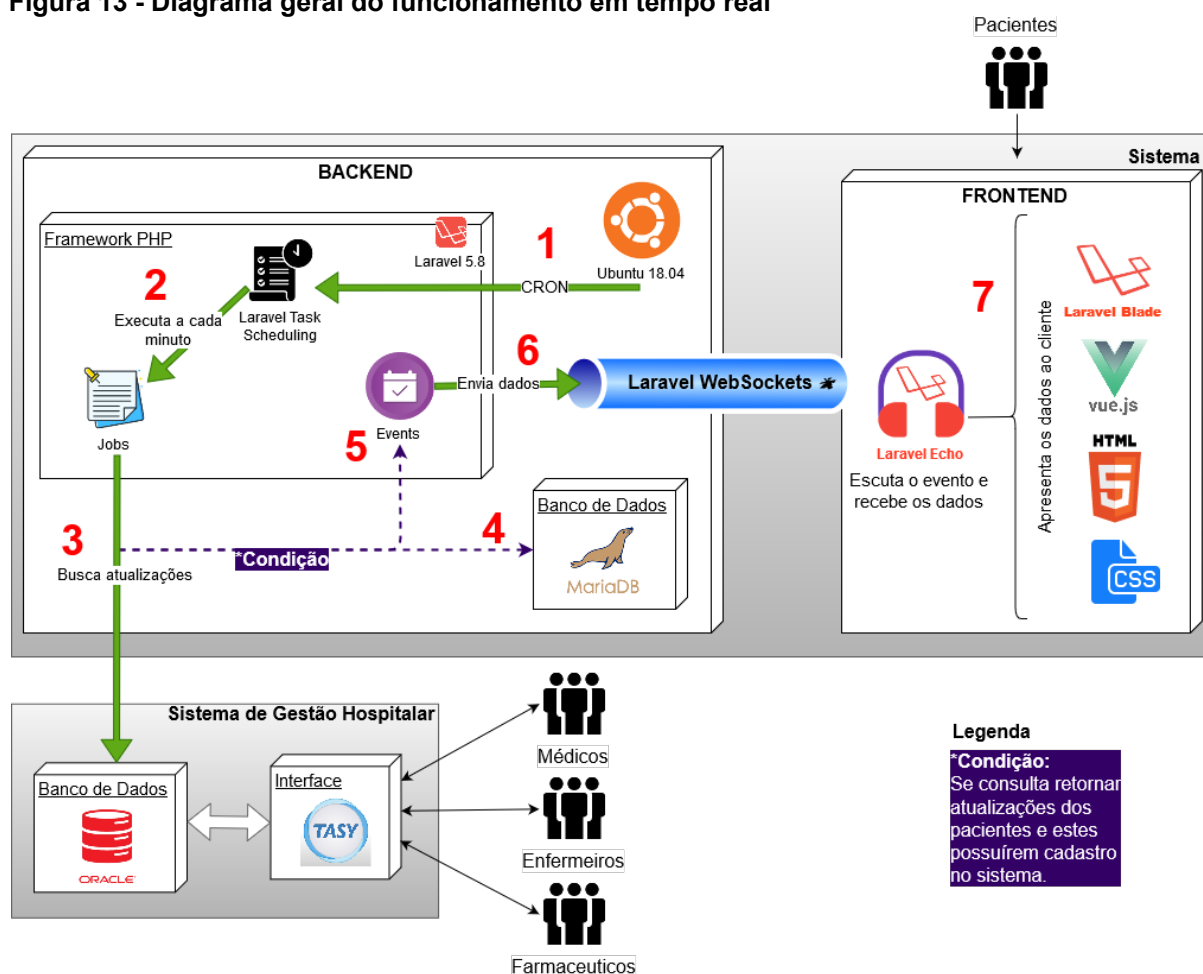 Figura 13 - Diagrama geral do funcionamento em tempo real
Pacientes
Sistema
BACKEND
Framework PHP
Laravel 5.8
1
Ubuntu 18.04
CRON
2
Executa a cada
minuto
Laravel Task
Scheduling
Jobs
5
Events
6
Envia dados
Laravel WebSockets
3
Busca atualizações
*Condição
4
Banco de Dados
MariaDB
FRONTEND
7
Laravel Echo
Escuta o evento e
recebe os dados
Apresenta os dados ao cliente
Laravel Blade
vue.js
HTML
5
CSS
Sistema de Gestão Hospitalar
Banco de Dados
ORACLE
Interface
TASY
Médicos
Enfermeiros
Farmaceuticos
Legenda
*Condição:
Se consulta retornar
atualizações dos
pacientes e estes
possuírem cadastro
no sistema.